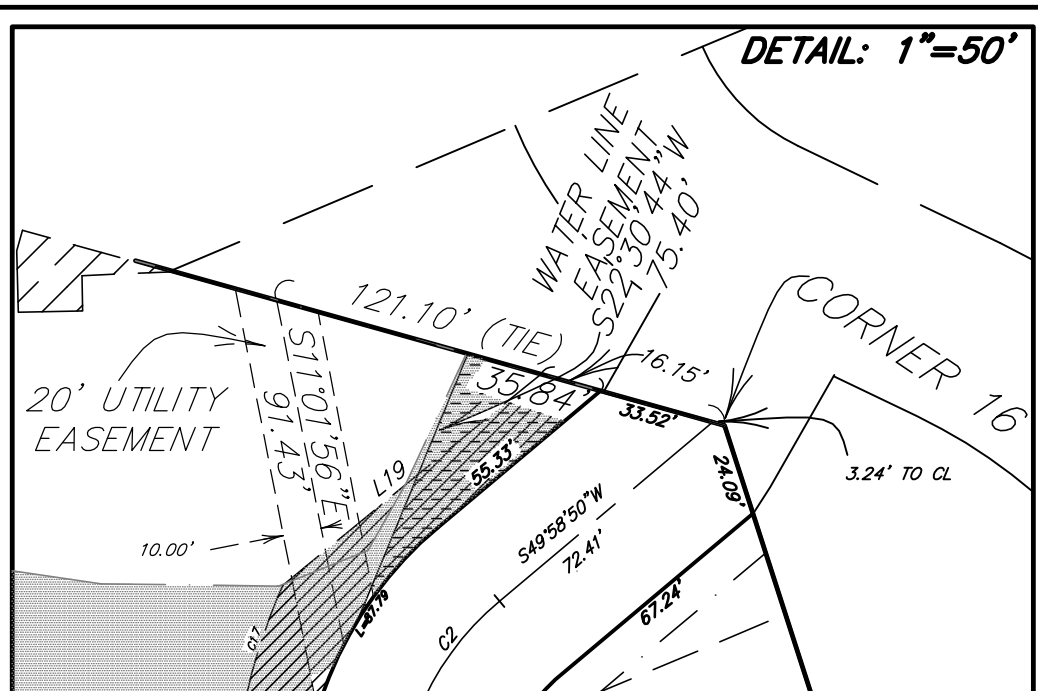 DETAIL: 1"=50'
WATER LINE
EASEMENT
S22°30'44"W
75.40'
121.10' (TIE)
CORNER
16
16.15'
35.84'
33.52'
20' UTILITY
EASEMENT
S11°01'56"E
91.43'
3.24' TO CL
24.09'
55.33'
L19
S49°58'50"W
72.41'
10.00'
67.24'
L=87.79
C17
C2